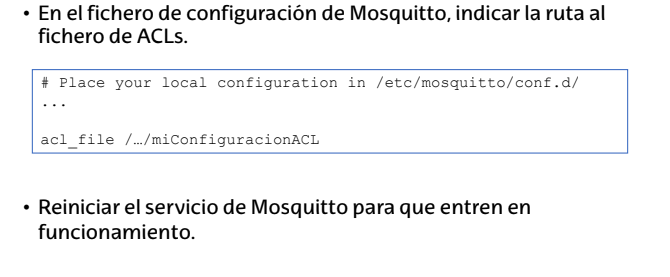 • En el fichero de configuración de Mosquitto, indicar la ruta al
fichero de ACLs.
# Place your local configuration in /etc/mosquitto/conf.d/
...
acl_file /…/miConfiguracionACL
• Reiniciar el servicio de Mosquitto para que entren en
funcionamiento.